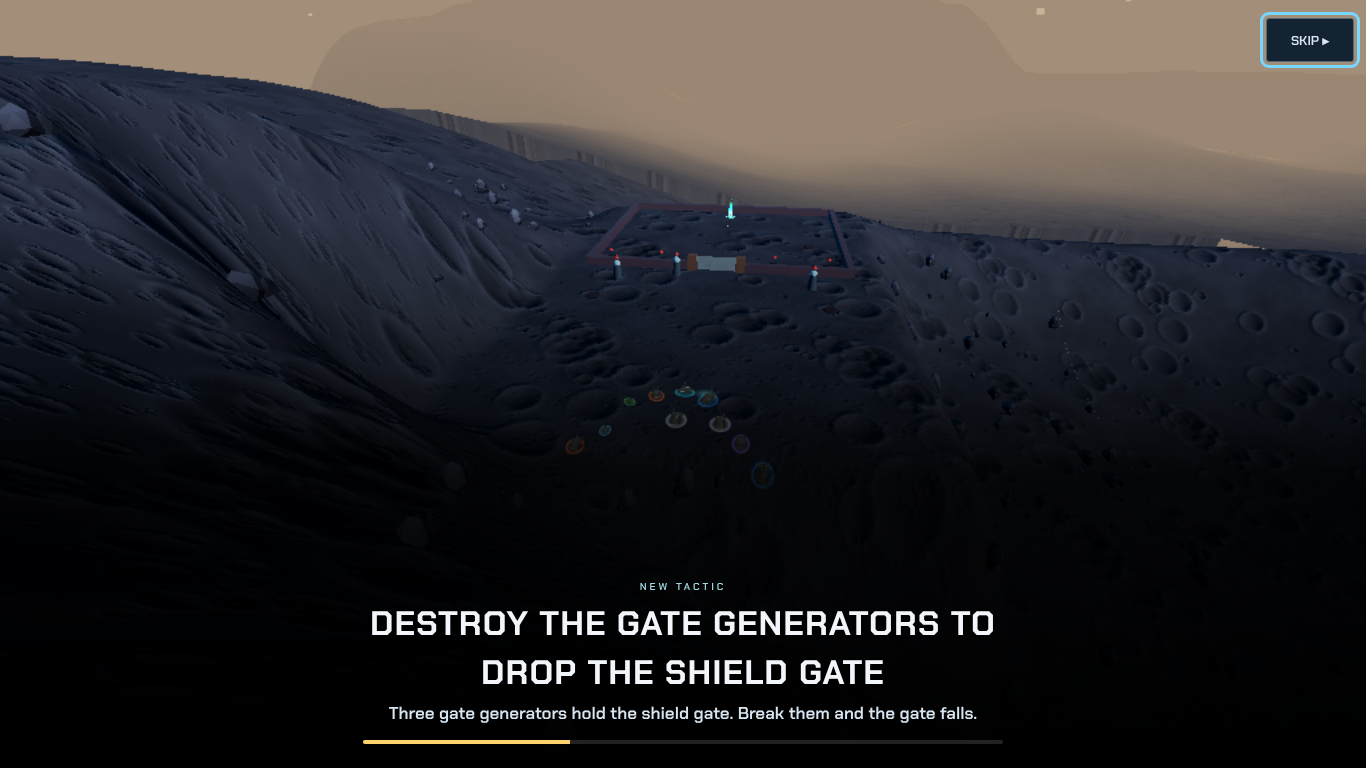 SKIP ▸
NEW TACTIC
DESTROY THE GATE GENERATORS TO
DROP THE SHIELD GATE
Three gate generators hold the shield gate. Break them and the gate falls.